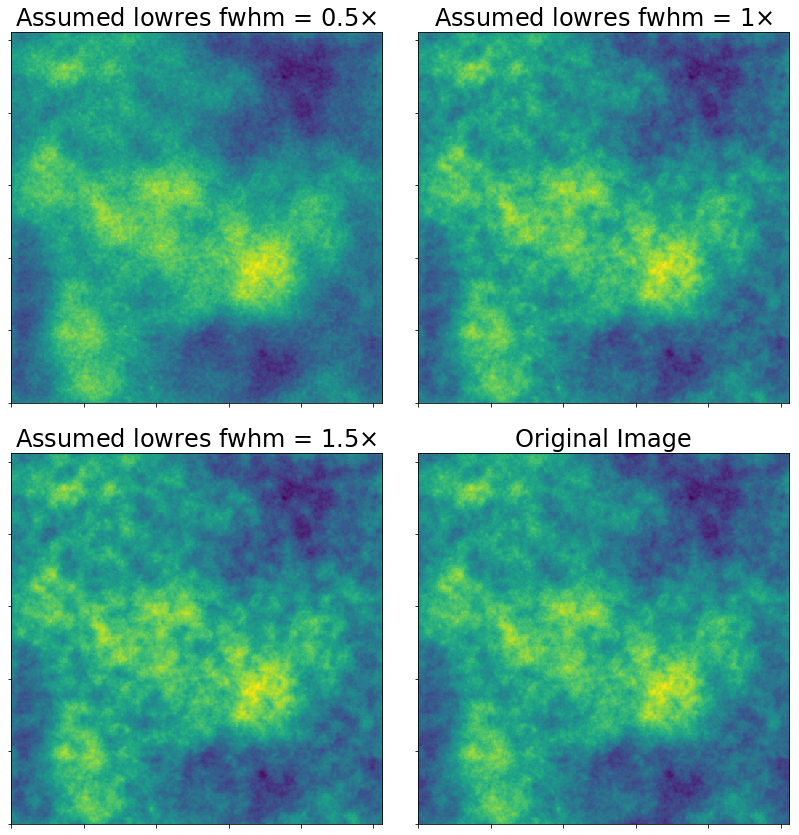 Assumed lowres fwhm = 0.5×
Assumed lowres fwhm = 1×
Assumed lowres fwhm = 1.5×
Original Image